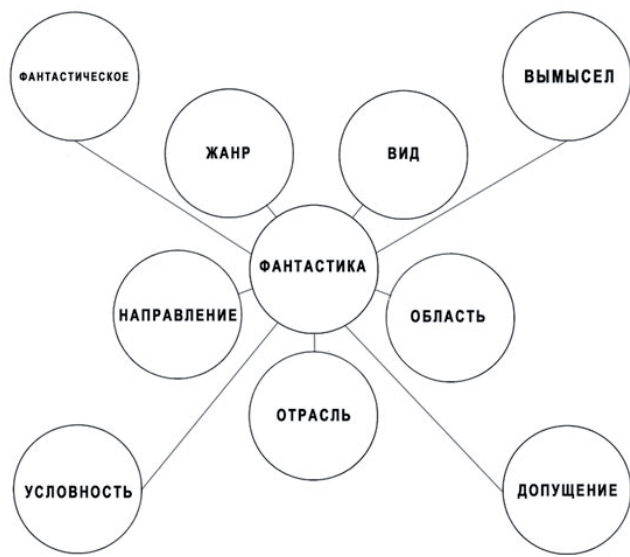 ФАНТАСТИЧЕСКОЕ
ВЫМЫСЕЛ
ЖАНР
ВИД
ФАНТАСТИКА
НАПРАВЛЕНИЕ
ОБЛАСТЬ
ОТРАСЛЬ
УСЛОВНОСТЬ
ДОПУЩЕНИЕ